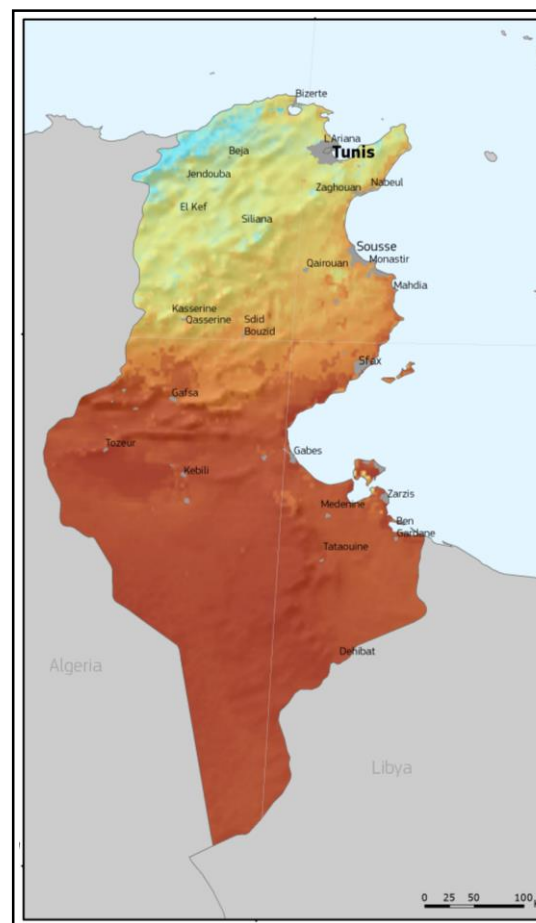 Bizerte
L'Ariana
Tunis
Beja
Jendouba
Nabeul
Zaghouan
El Kef
Siliana
Sousse
Qairouan
Monastir
Mahdia
Kasserine
Qasserine
Sdid
Bouzid
Sfax
Gafsa
Tozeur
Gabes
Kebili
Zarzis
Medenine
Ben
Gardane
Tataouine
Dehibat
Algeria
Libya
0 25 50 100